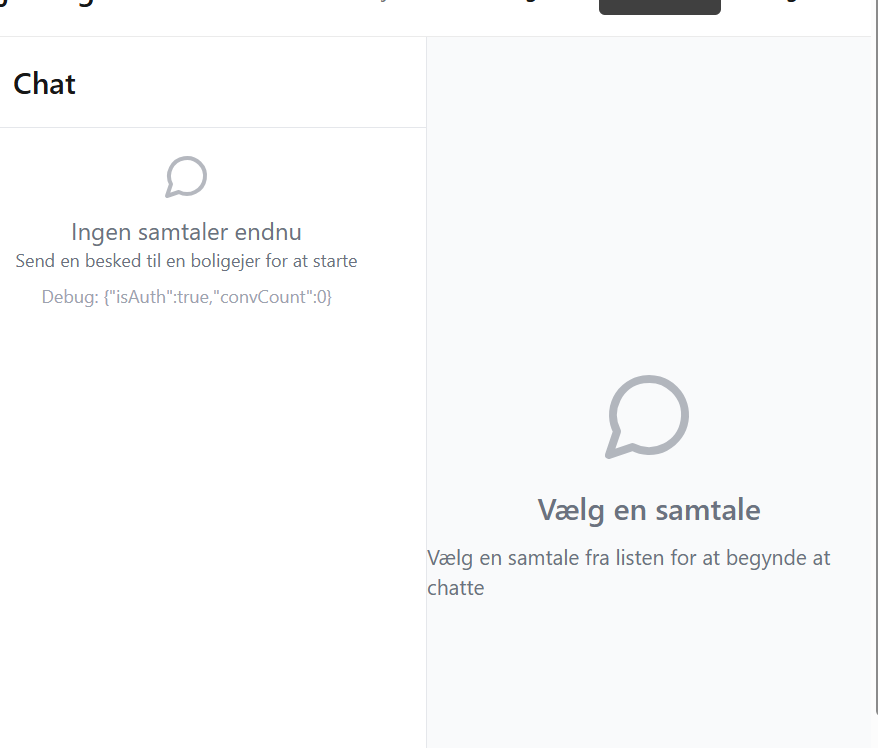 Chat
Ingen samtaler endnu
Send en besked til en boligejer for at starte
Debug: {"isAuth":true,"convCount":0}
Vælg en samtale
Vælg en samtale fra listen for at begynde at
chatte